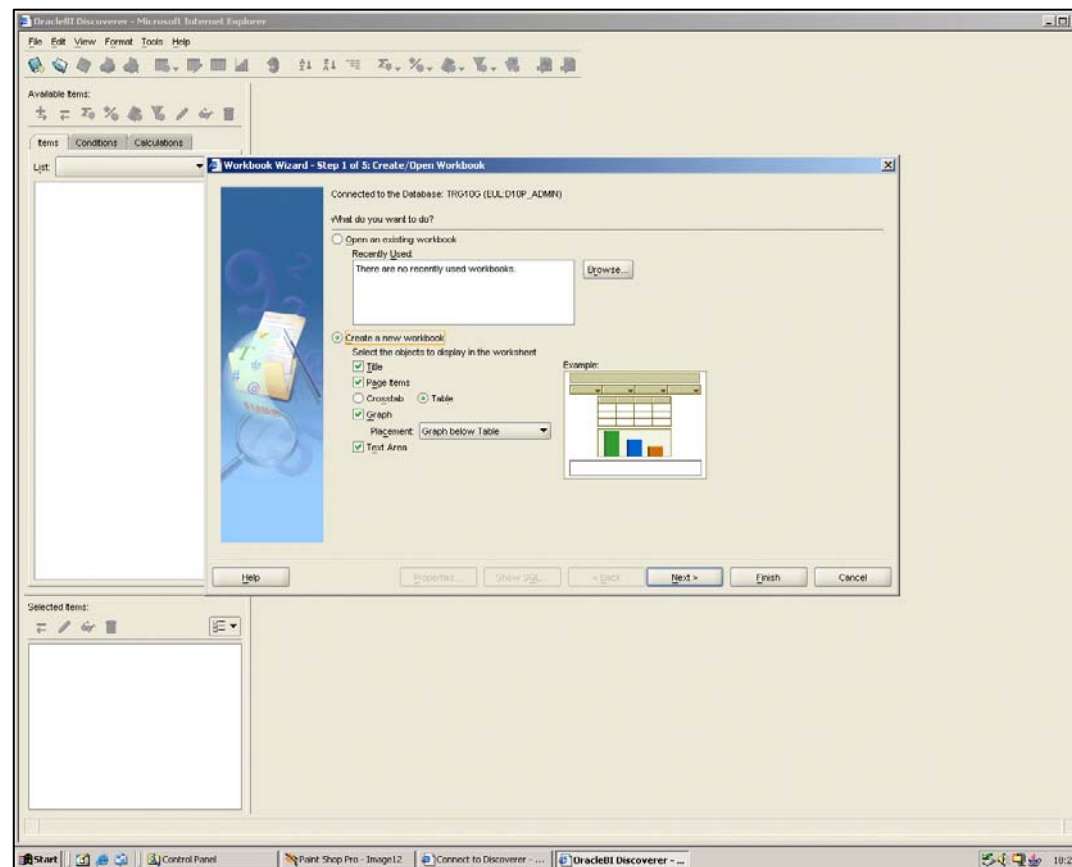 OracleBI Discoverer - Microsoft Internet Explorer
File Edit View Format Tools Help
Available Items:
Items Conditions Calculations
List:
Workbook Wizard - Step 1 of 5: Create/Open Workbook
Connected to the Database: TRG10G (EUL:D10P_ADMIN)
What do you want to do?
Open an existing workbook
Recently Used:
There are no recently used workbooks.
Browse...
Create a new workbook
Select the objects to display in the worksheet
Title
Page Items
Crosstab Table
Graph
Placement: Graph below Table
Text Area
Example:
Help Properties... Show SQL... < Back Next > Finish Cancel
Selected Items:
Start Control Panel Paint Shop Pro - Image12 Connect to Discoverer - ... OracleBI Discoverer - ...